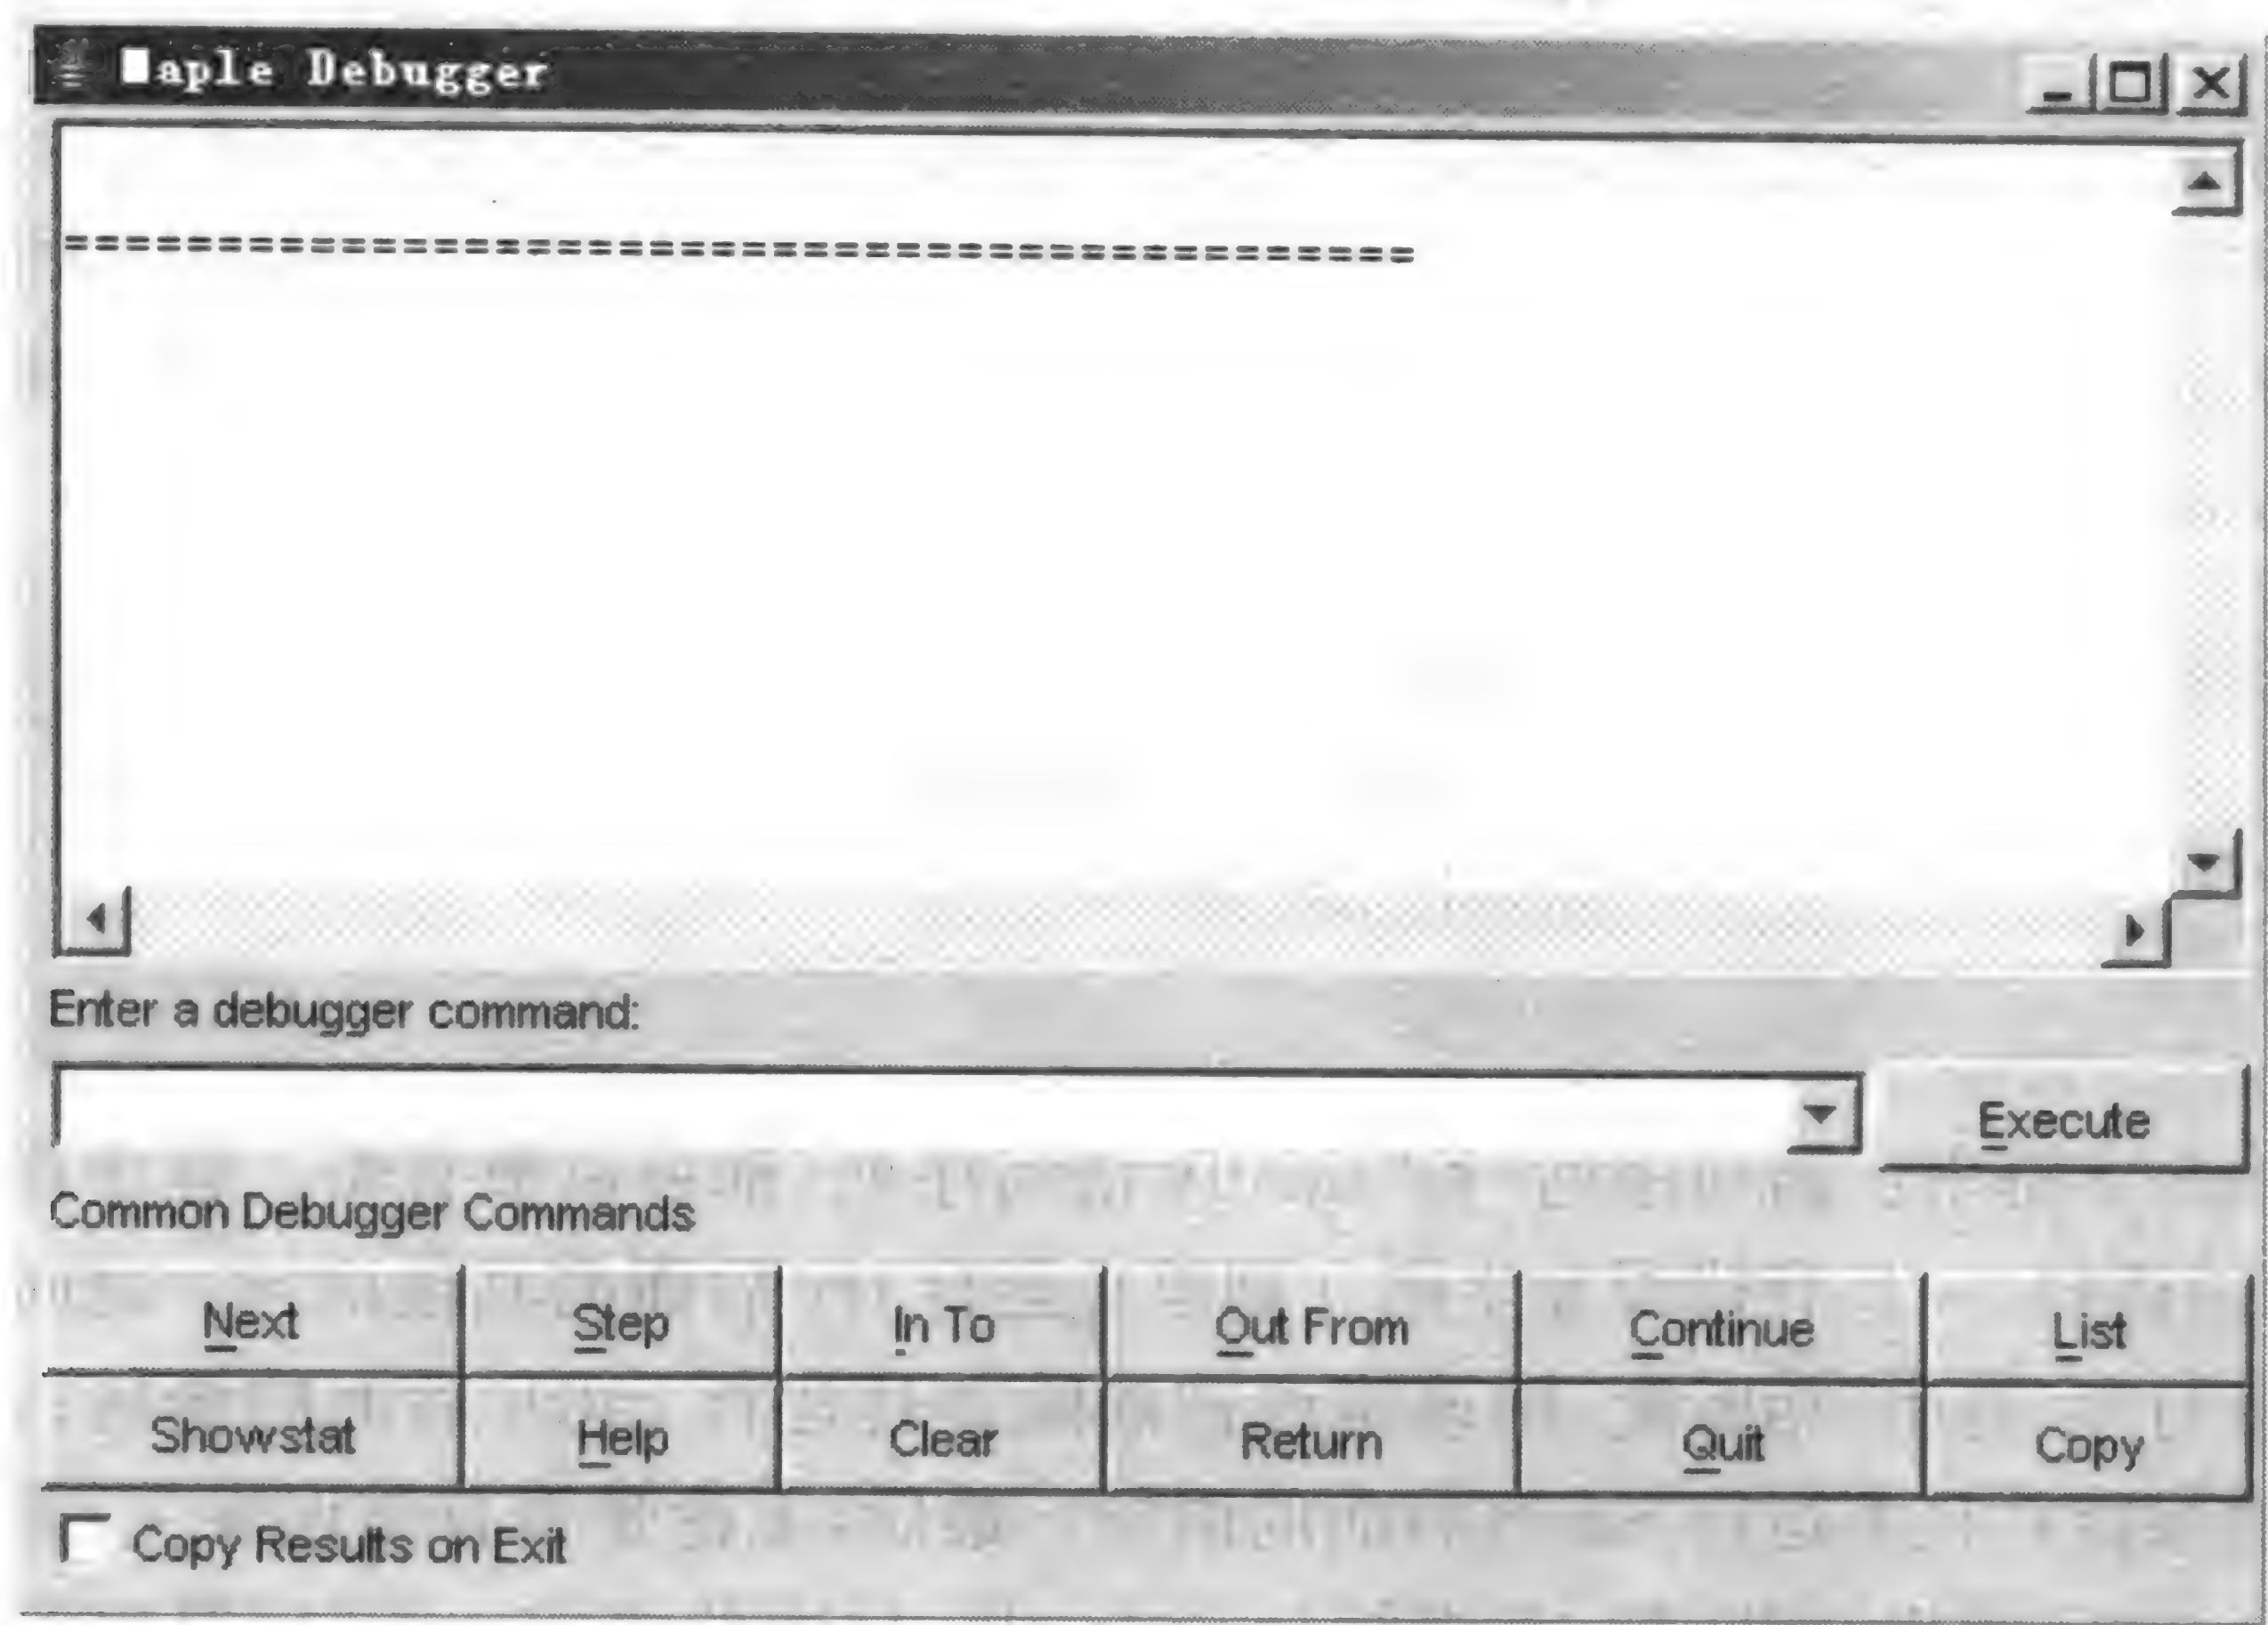 Maple Debugger
============================================
Enter a debugger command:
Execute
Common Debugger Commands
Next Step In To Out From Continue List
Showstat Help Clear Return Quit Copy
Copy Results on Exit